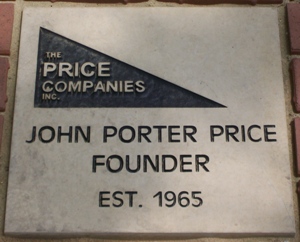 THE
PRICE
COMPANIES
INC.
JOHN PORTER PRICE
FOUNDER
EST. 1965